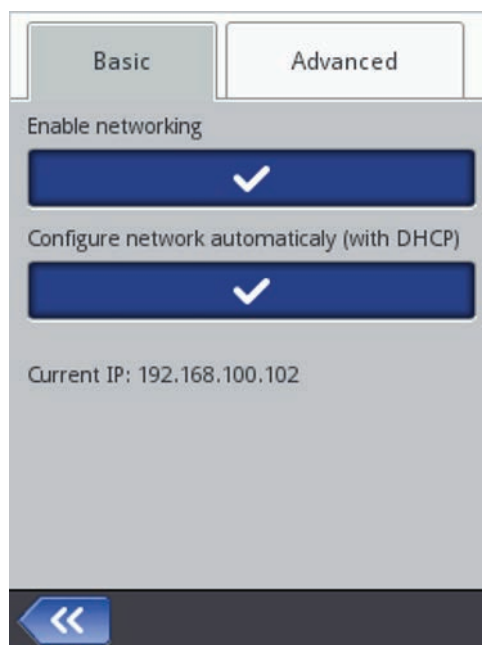 Basic Advanced
Enable networking
Configure network automaticaly (with DHCP)
Current IP: 192.168.100.102